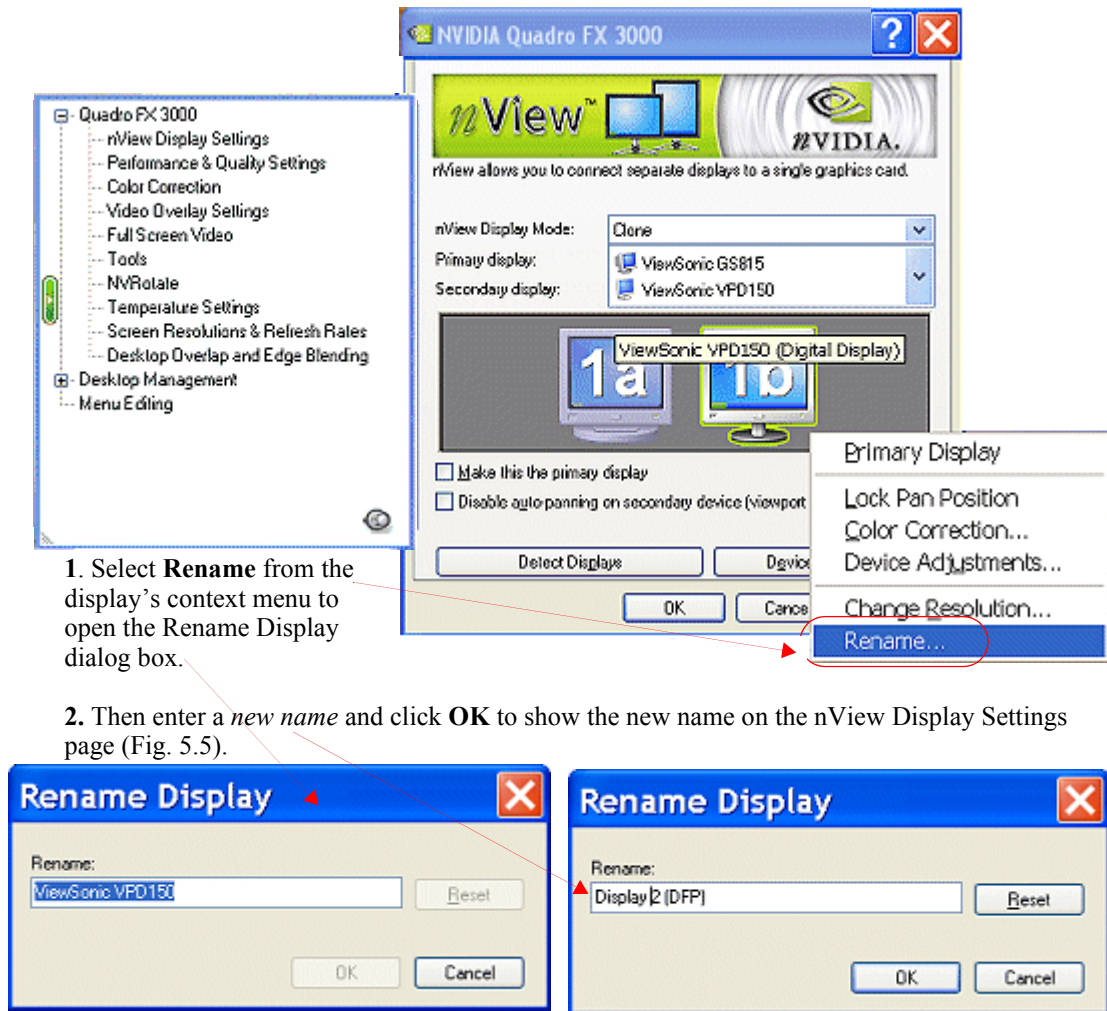 NVIDIA Quadro FX 3000
Quadro FX 3000
nView Display Settings
Performance & Quality Settings
Color Correction
Video Overlay Settings
Full Screen Video
Tools
NVRotate
Temperature Settings
Screen Resolutions & Refresh Rates
Desktop Overlap and Edge Blending
Desktop Management
Menu Editing
nView™
NVIDIA.
nView allows you to connect separate displays to a single graphics card.
nView Display Mode: Clone
Primary display: ViewSonic GS815
Secondary display: ViewSonic VPD150
ViewSonic VPD150 (Digital Display)
1a 1b
Make this the primary display
Disable auto-panning on secondary device (viewport
Detect Displays Device
OK Cance
Primary Display
Lock Pan Position
Color Correction...
Device Adjustments...
Change Resolution...
Rename...
1. Select Rename from the
display's context menu to
open the Rename Display
dialog box.
2. Then enter a new name and click OK to show the new name on the nView Display Settings
page (Fig. 5.5).
Rename Display
Rename:
ViewSonic VPD150
Reset
OK Cancel
Rename Display
Rename:
Display 2 (DFP)
Reset
OK Cancel